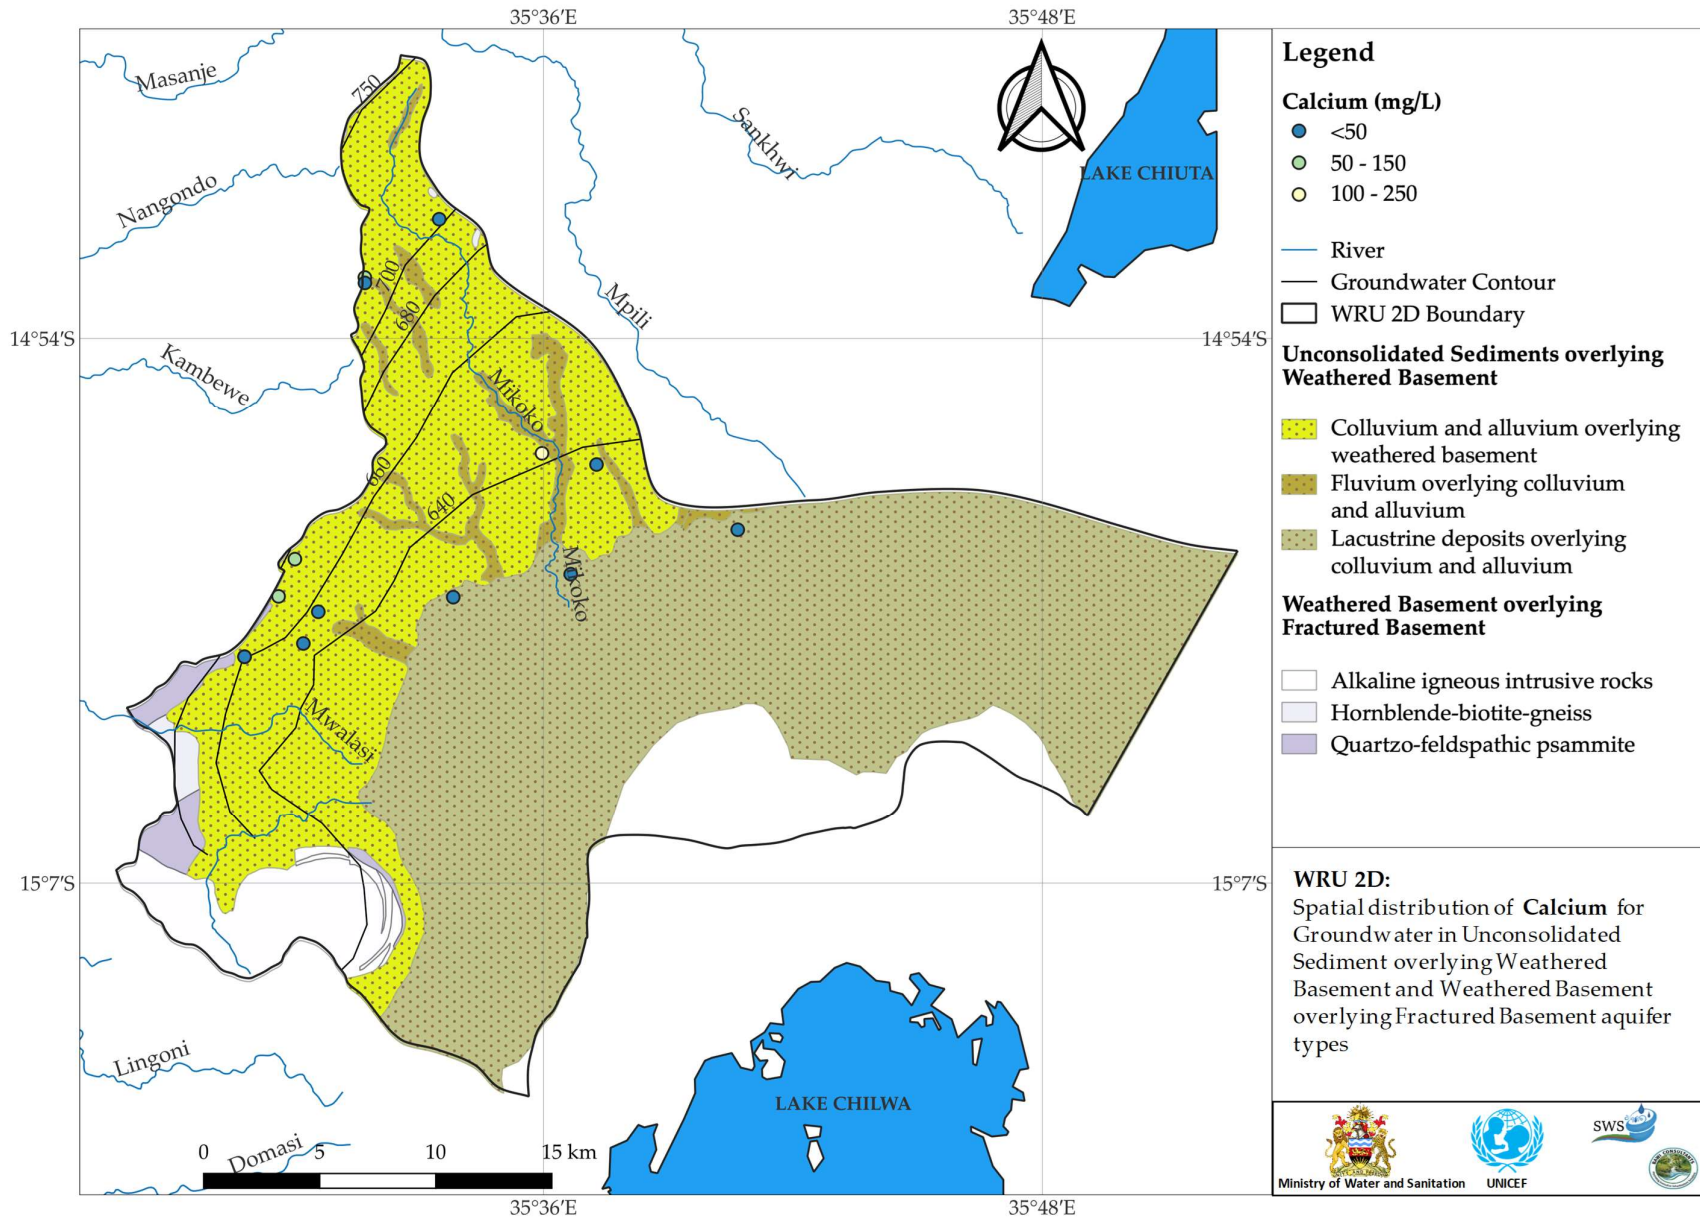 35°36′E
35°48′E
Masanje
750
Sankhwi
LAKE CHIUTA
Nangondo
700
680
Mpili
14°54′S
14°54′S
Kambewe
Mikoko
660
640
Mikoko
Mwalasi
15°7′S
15°7′S
Lingoni
LAKE CHILWA
Domasi
0 5 10 15 km
35°36′E
35°48′E
Legend
Calcium (mg/L)
<50
50 - 150
100 - 250
River
Groundwater Contour
WRU 2D Boundary
Unconsolidated Sediments overlying
Weathered Basement
Colluvium and alluvium overlying
weathered basement
Fluvium overlying colluvium
and alluvium
Lacustrine deposits overlying
colluvium and alluvium
Weathered Basement overlying
Fractured Basement
Alkaline igneous intrusive rocks
Hornblende-biotite-gneiss
Quartzo-feldspathic psammite
WRU 2D:
Spatial distribution of Calcium for
Groundwater in Unconsolidated
Sediment overlying Weathered
Basement and Weathered Basement
overlying Fractured Basement aquifer
types
Ministry of Water and Sanitation
UNICEF
SWS